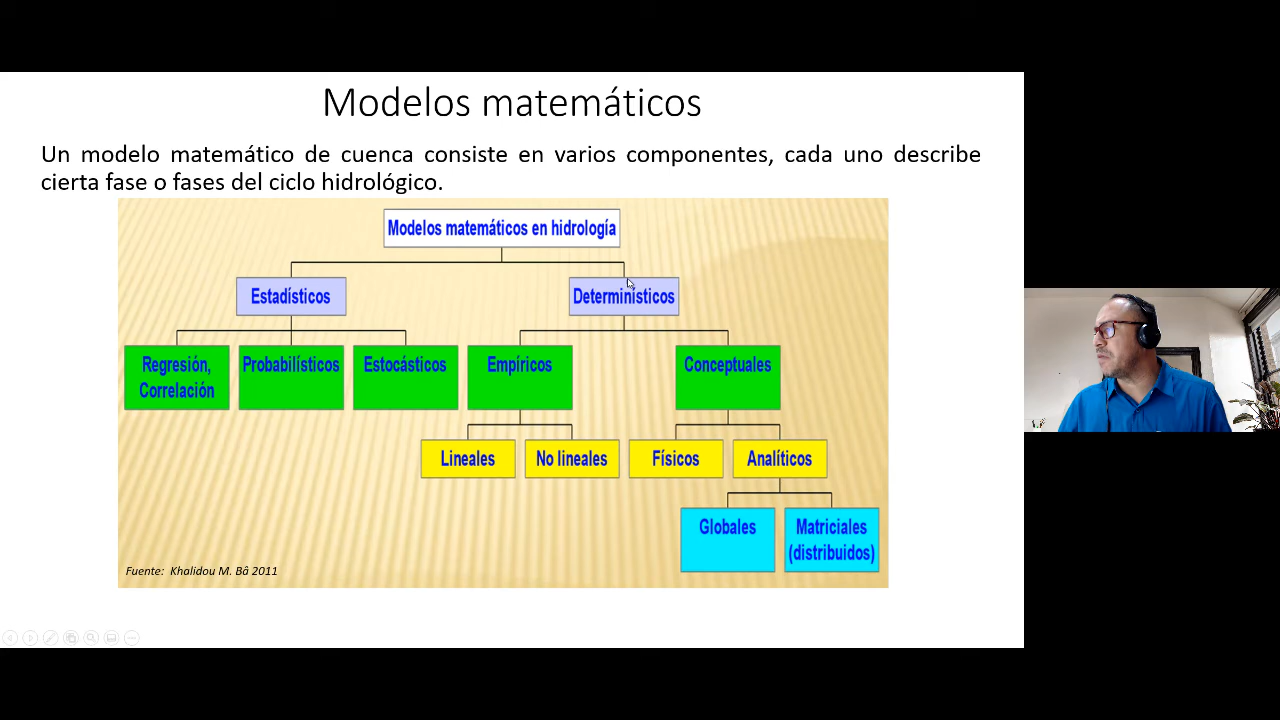 Modelos matemáticos
Un modelo matemático de cuenca consiste en varios componentes, cada uno describe
cierta fase o fases del ciclo hidrológico.
Modelos matemáticos en hidrología
Estadísticos
Determinísticos
Regresión,
Correlación
Probabilísticos
Estocásticos
Empíricos
Conceptuales
Lineales
No lineales
Físicos
Analíticos
Globales
Matriciales
(distribuidos)
Fuente: Khalidou M. Bâ 2011